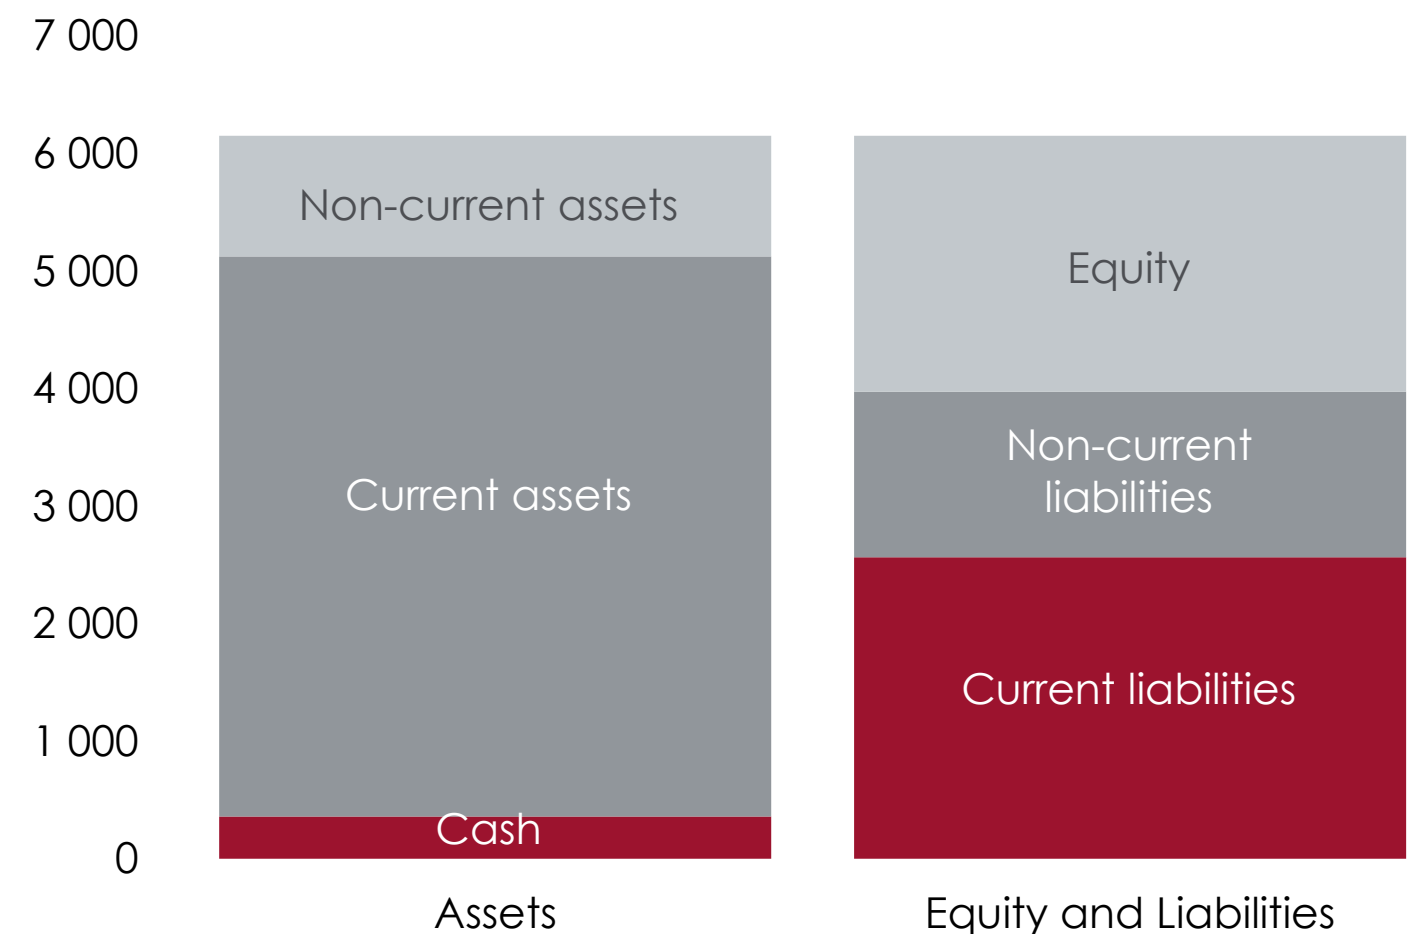 7 000
6 000
5 000
4 000
3 000
2 000
1 000
0
Non-current assets
Current assets
Cash
Assets
Equity
Non-current
liabilities
Current liabilities
Equity and Liabilities